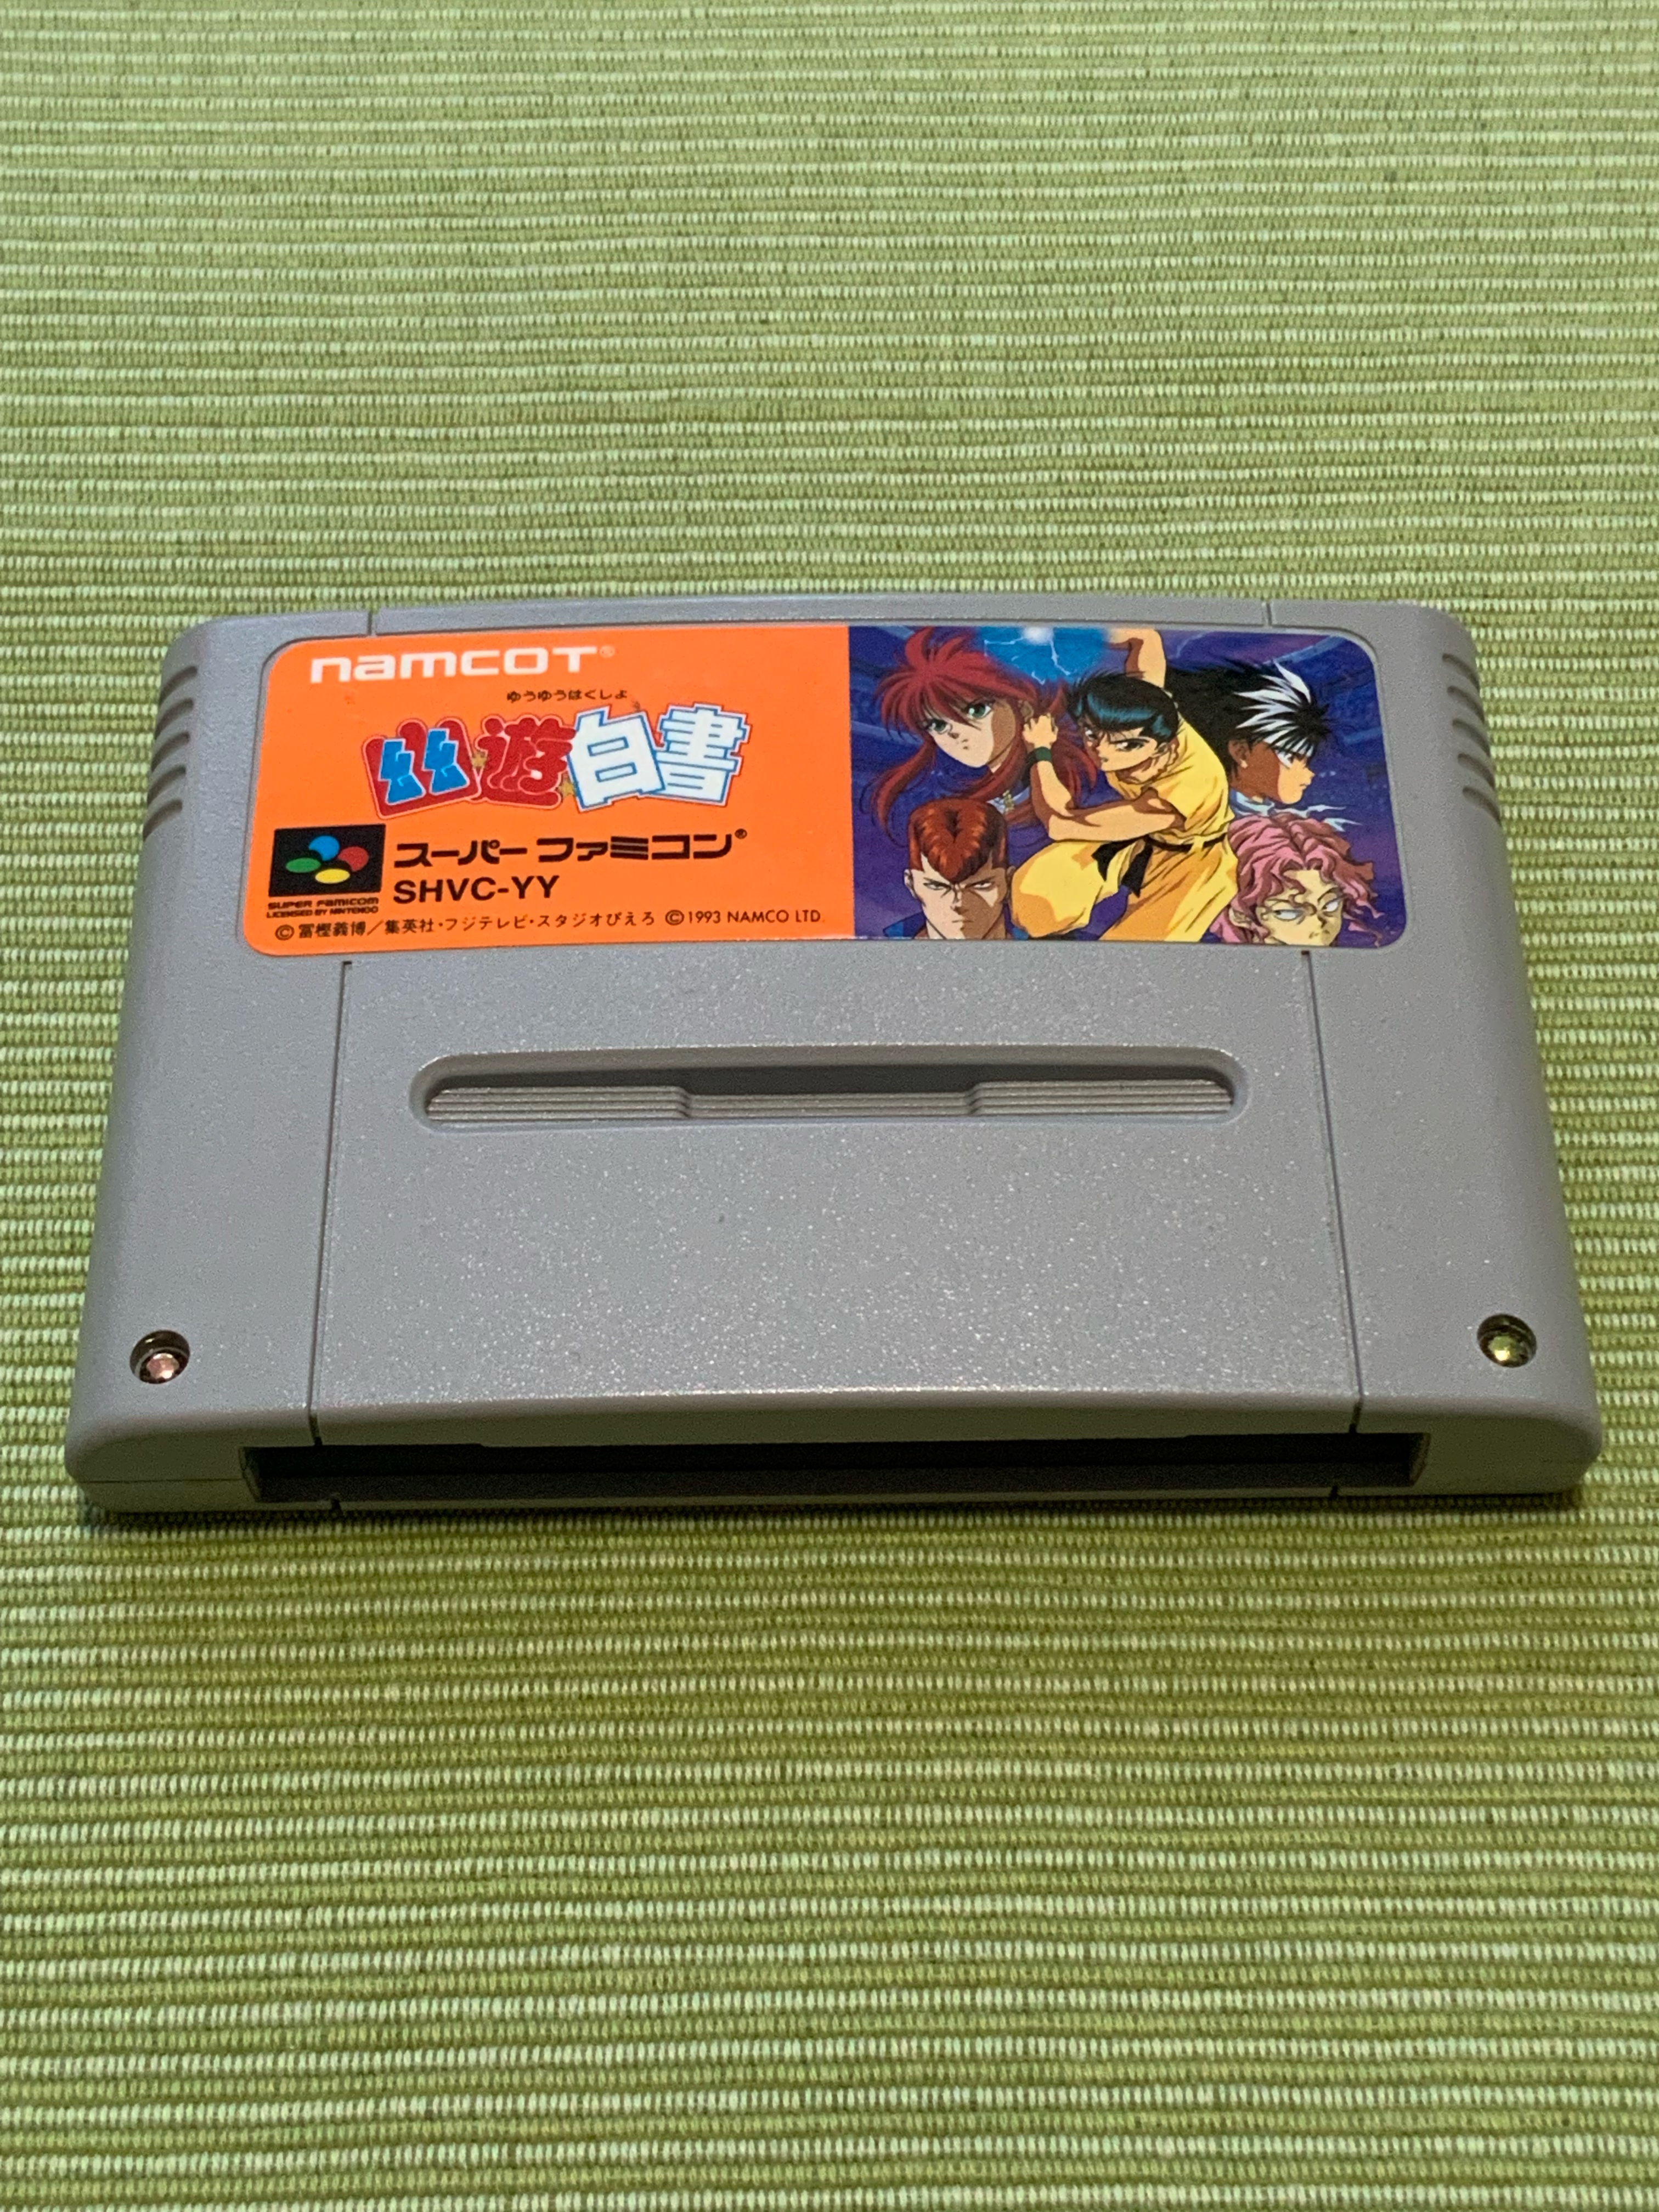 namcot®
ゆうゆうはくしょ
幽遊白書
スーパーファミコン®
SHVC-YY
SUPER FAMICOM
LICENSED BY NINTENDO
©冨樫義博／集英社・フジテレビ・スタジオぴえろ ©1993 NAMCO LTD.